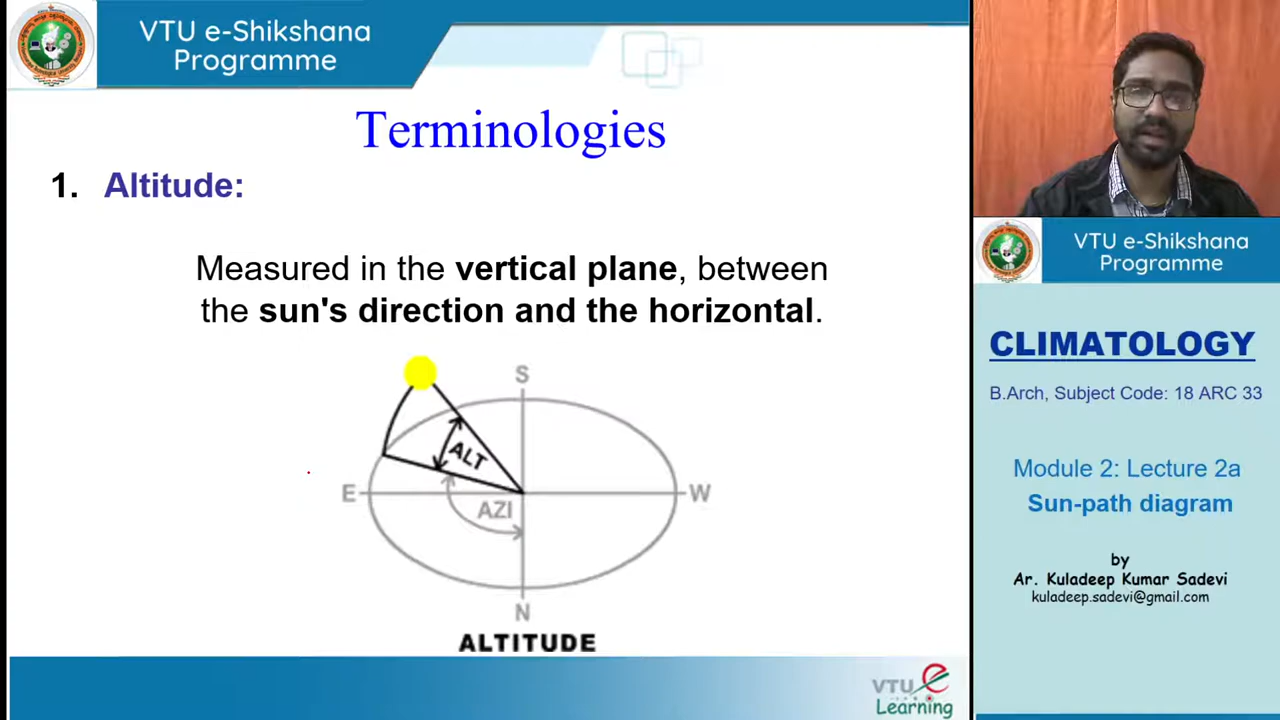 VTU e-Shikshana
Programme
Terminologies
1. Altitude:
Measured in the vertical plane, between
the sun's direction and the horizontal.
S
ALT
E
W
AZI
N
ALTITUDE
VTU e
Learning
VTU e-Shikshana
Programme
CLIMATOLOGY
B.Arch, Subject Code: 18 ARC 33
Module 2: Lecture 2a
Sun-path diagram
by
Ar. Kuladeep Kumar Sadevi
kuladeep.sadevi@gmail.com